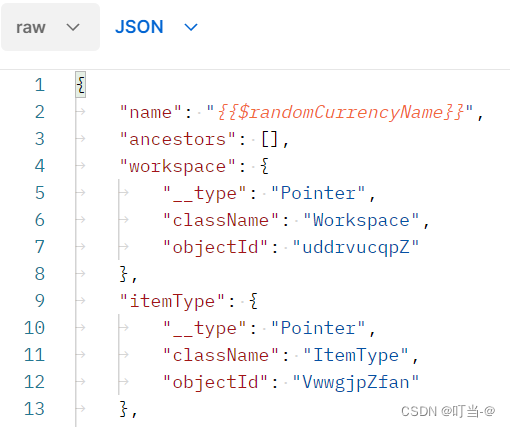 raw JSON
1 {
2 "name": "{{$randomCurrencyName}}",
3 "ancestors": [],
4 "workspace": {
5 "__type": "Pointer",
6 "className": "Workspace",
7 "objectId": "uddrvucqpZ"
8 },
9 "itemType": {
10 "__type": "Pointer",
11 "className": "ItemType",
12 "objectId": "VwwgjpZfan"
13 },
CSDN @叮当-@